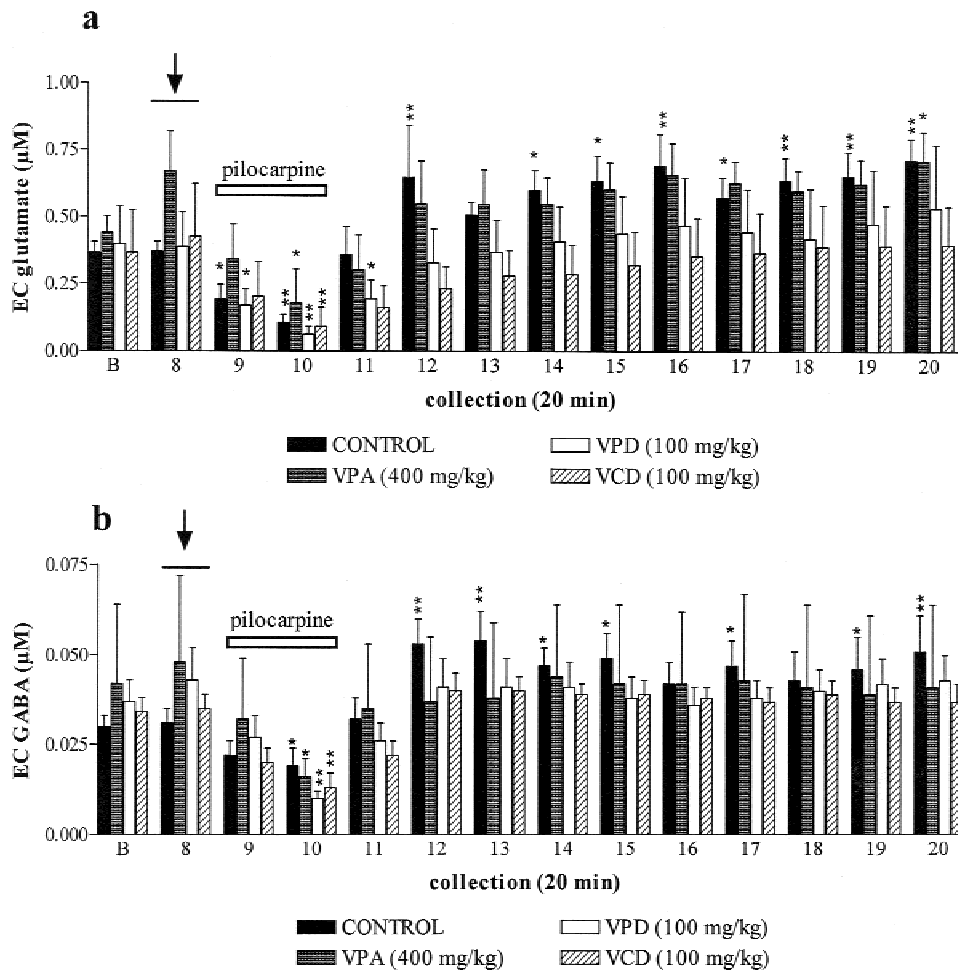 a
1.00
0.75
0.50
0.25
0.00
EC glutamate (µM)
pilocarpine
** * * ** * ** * ** * * ** * ** ** ** *
B 8 9 10 11 12 13 14 15 16 17 18 19 20
collection (20 min)
CONTROL VPD (100 mg/kg)
VPA (400 mg/kg) VCD (100 mg/kg)
b
0.075
0.050
0.025
0.000
EC GABA (µM)
pilocarpine
* * ** ** ** ** * * * * **
B 8 9 10 11 12 13 14 15 16 17 18 19 20
collection (20 min)
CONTROL VPD (100 mg/kg)
VPA (400 mg/kg) VCD (100 mg/kg)